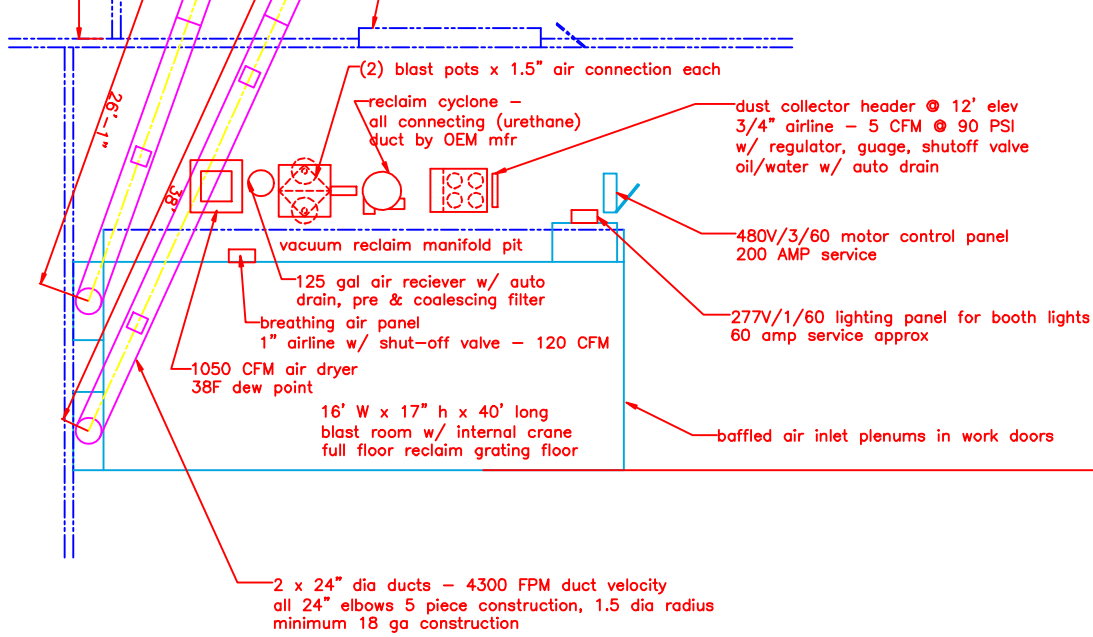 26'-1"
38'
(2) blast pots x 1.5" air connection each
reclaim cyclone -
all connecting (urethane)
duct by OEM mfr
dust collector header @ 12' elev
3/4" airline - 5 CFM @ 90 PSI
w/ regulator, guage, shutoff valve
oil/water w/ auto drain
vacuum reclaim manifold pit
480V/3/60 motor control panel
200 AMP service
125 gal air reciever w/ auto
drain, pre & coalescing filter
breathing air panel
1" airline w/ shut-off valve - 120 CFM
277V/1/60 lighting panel for booth lights
60 amp service approx
1050 CFM air dryer
38F dew point
16' W x 17" h x 40' long
blast room w/ internal crane
full floor reclaim grating floor
baffled air inlet plenums in work doors
2 x 24" dia ducts - 4300 FPM duct velocity
all 24" elbows 5 piece construction, 1.5 dia radius
minimum 18 ga construction